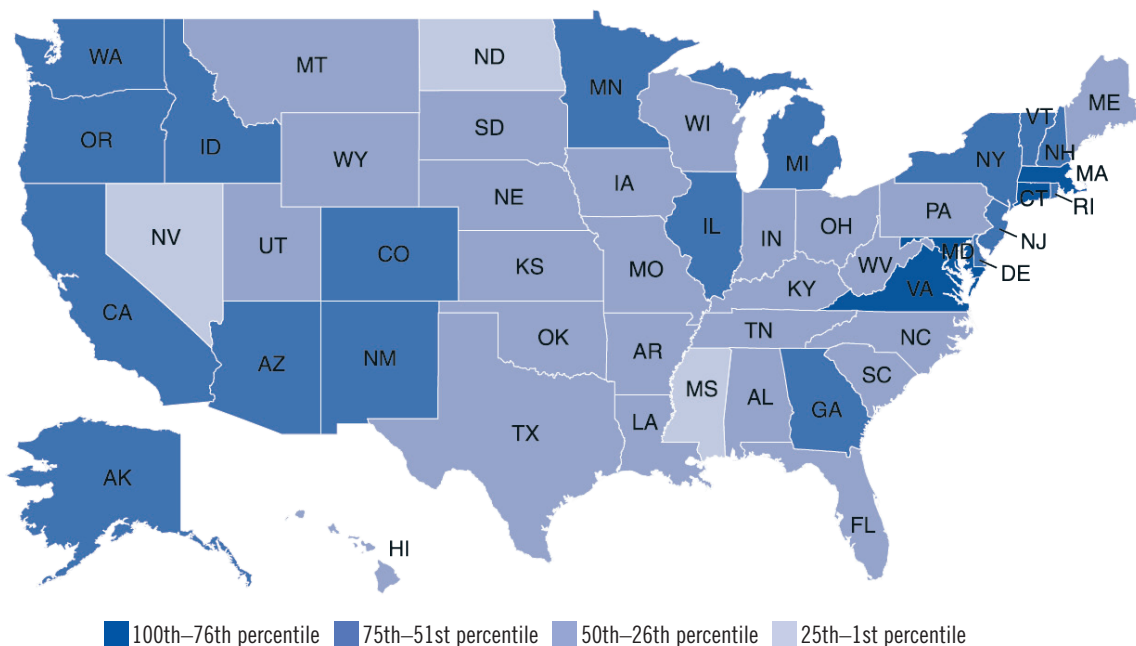 WA
MT
ND
MN
ME
OR
ID
SD
WI
VT
NH
WY
MI
NY
MA
IA
CT
RI
NE
PA
NV
UT
IL
IN
OH
NJ
CO
MD
DE
KS
MO
WV
VA
CA
KY
OK
TN
NC
AZ
NM
AR
SC
MS
AL
GA
LA
TX
AK
FL
HI
100th–76th percentile
75th–51st percentile
50th–26th percentile
25th–1st percentile